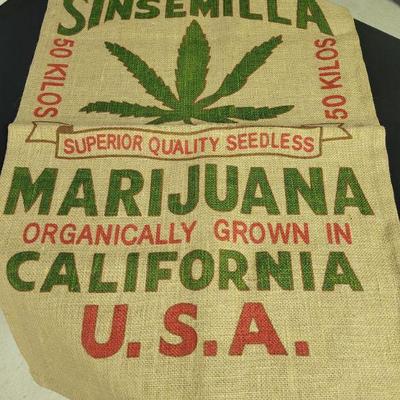 SINSEMILLA
50 KILOS
50 KILOS
SUPERIOR QUALITY SEEDLESS
MARIJUANA
ORGANICALLY GROWN IN
CALIFORNIA
U.S.A.